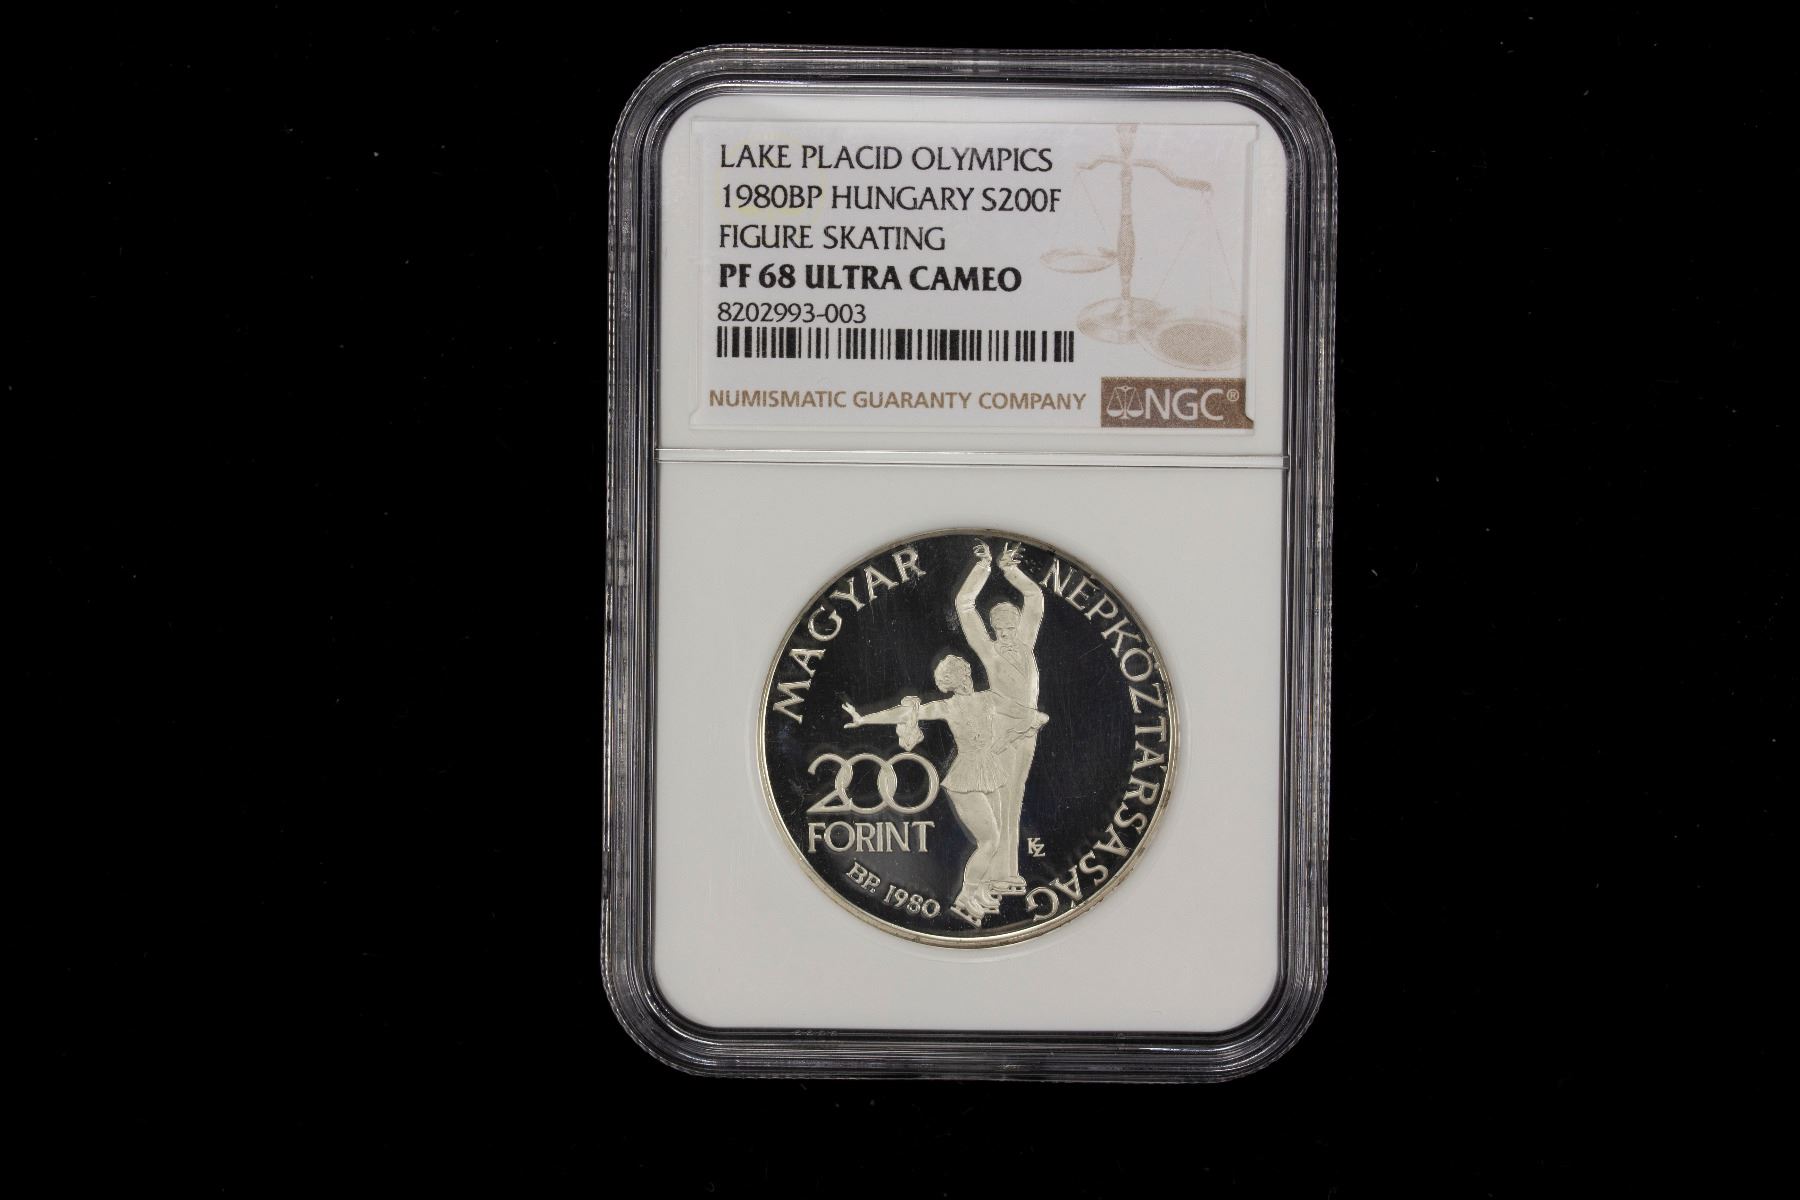 LAKE PLACID OLYMPICS
1980BP HUNGARY S200F
FIGURE SKATING
PF 68 ULTRA CAMEO
8202993-003
NUMISMATIC GUARANTY COMPANY
NGC®
MAGYAR NÉPKÖZTÁRSASÁG
200
FORINT
BP. 1980
KZ